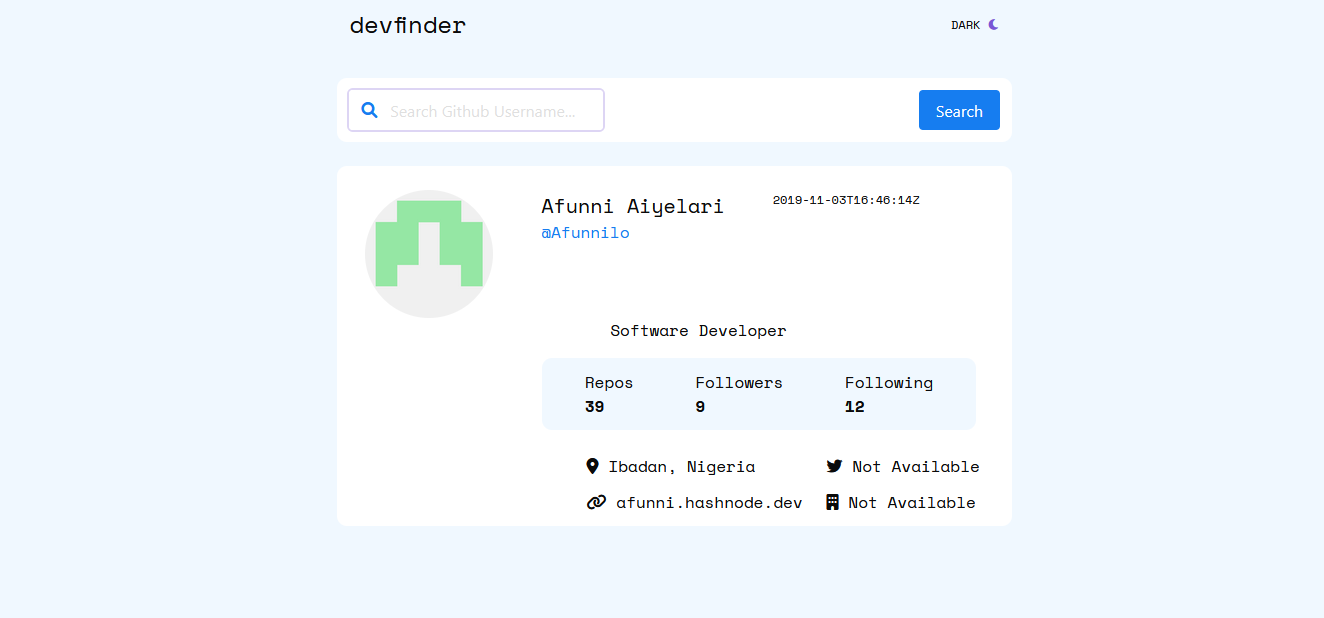 devfinder
DARK
Search Github Username...
Search
Afunni Aiyelari
2019-11-03T16:46:14Z
@Afunnilo
Software Developer
Repos Followers Following
39 9 12
Ibadan, Nigeria Not Available
afunni.hashnode.dev Not Available